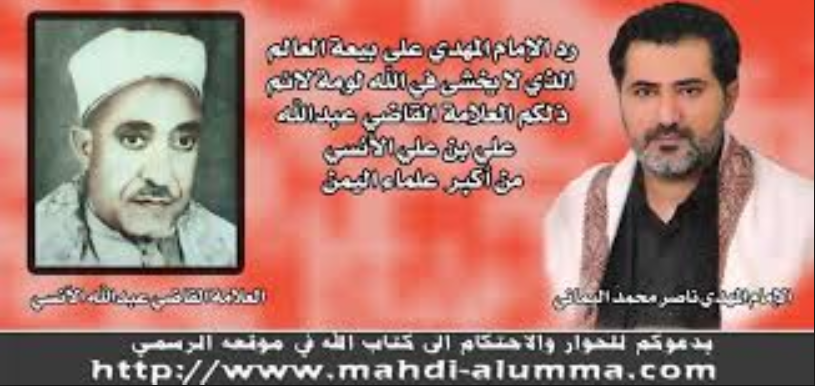 رد الإمام المهدي على بيعة العالم
الذي لا يخشى في الله لومة لائم
ذلكم العلامة القاضي عبدالله
علي بن علي الآنسي
من أكبر علماء اليمن
العلامة القاضي عبدالله الآنسي
الإمام المهدي ناصر محمد اليماني
يدعوكم للحوار والاحتكام الى كتاب الله في موقعه الرسمي
http://www.mahdi-alumma.com